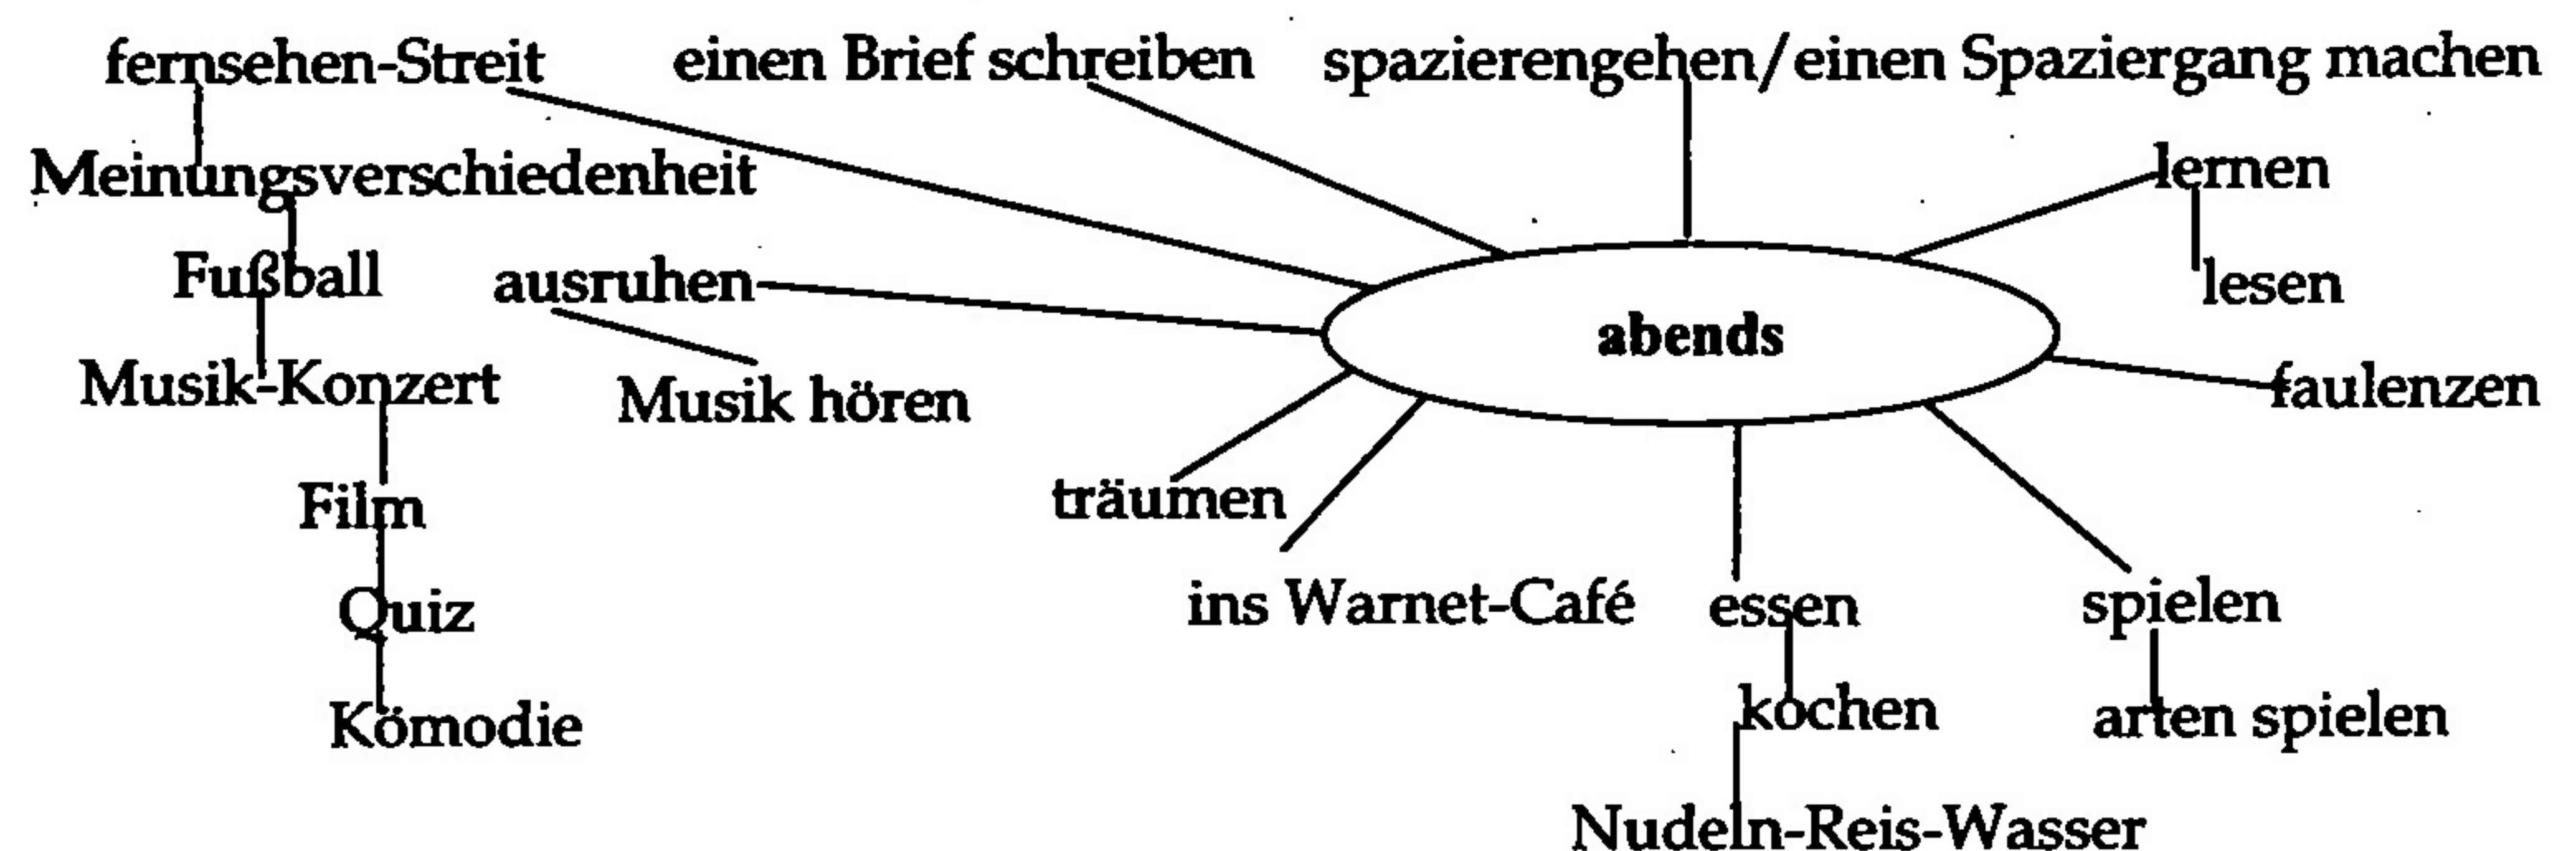 fernsehen-Streit einen Brief schreiben spazierengehen/einen Spaziergang machen
Meinungsverschiedenheit
lernen
Fußball
ausruhen
lesen
abends
Musik-Konzert
Musik hören
faulenzen
träumen
Film
ins Warnet-Café
essen
spielen
Quiz
kochen
arten spielen
Kömodie
Nudeln-Reis-Wasser